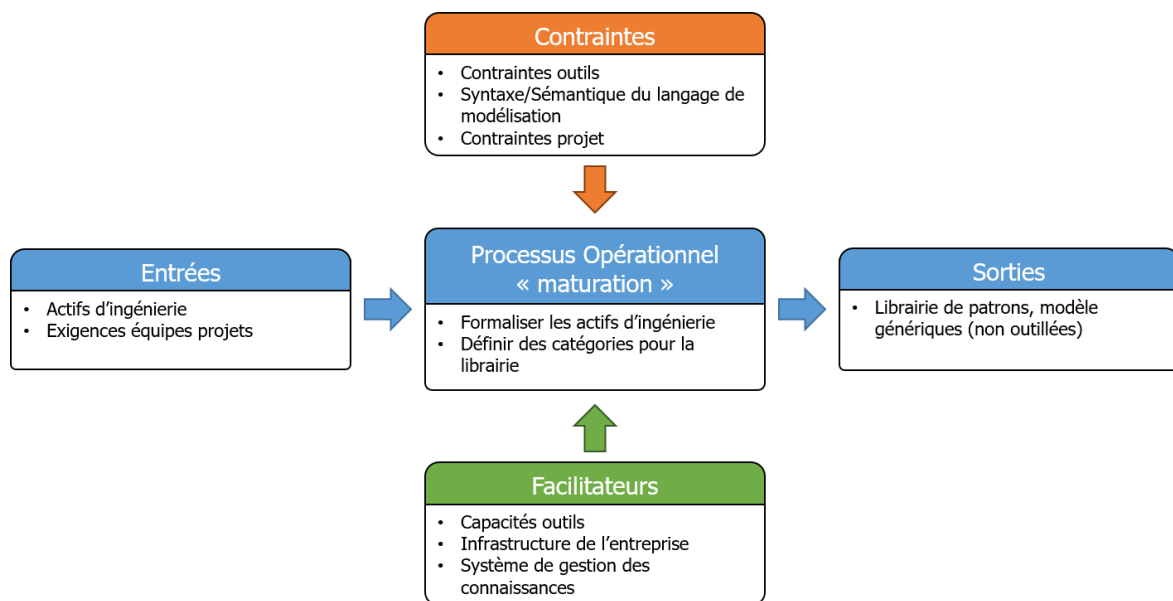 Contraintes
• Contraintes outils
• Syntaxe/Sémantique du langage de
modélisation
• Contraintes projet
Entrées
• Actifs d'ingénierie
• Exigences équipes projets
Processus Opérationnel
« maturation »
• Formaliser les actifs d'ingénierie
• Définir des catégories pour la
librairie
Sorties
• Librairie de patrons, modèle
génériques (non outillées)
Facilitateurs
• Capacités outils
• Infrastructure de l'entreprise
• Système de gestion des
connaissances